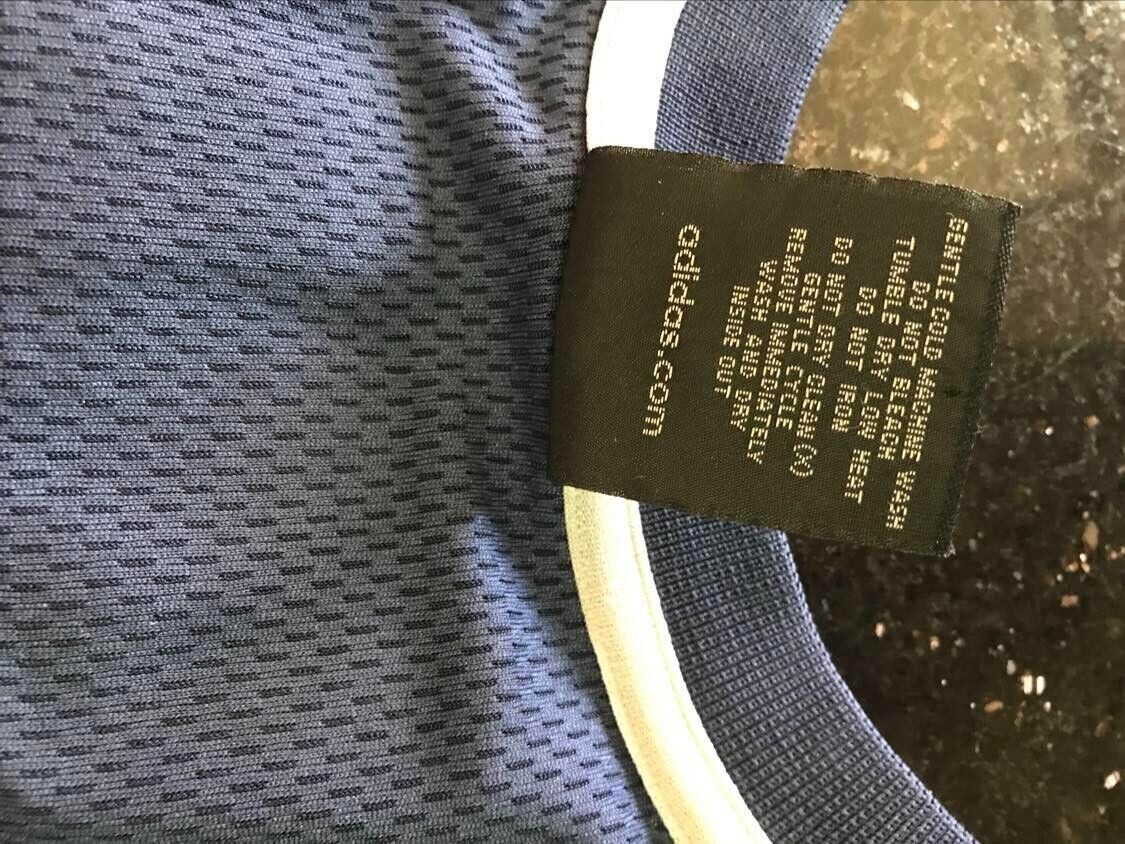 GENTLE COLD MACHINE WASH
DO NOT BLEACH
TUMBLE DRY LOW HEAT
DO NOT IRON
DO NOT DRY CLEAN (X)
GENTLE CYCLE
REMOVE IMMEDIATELY
WASH AND DRY
INSIDE OUT
adidas.com